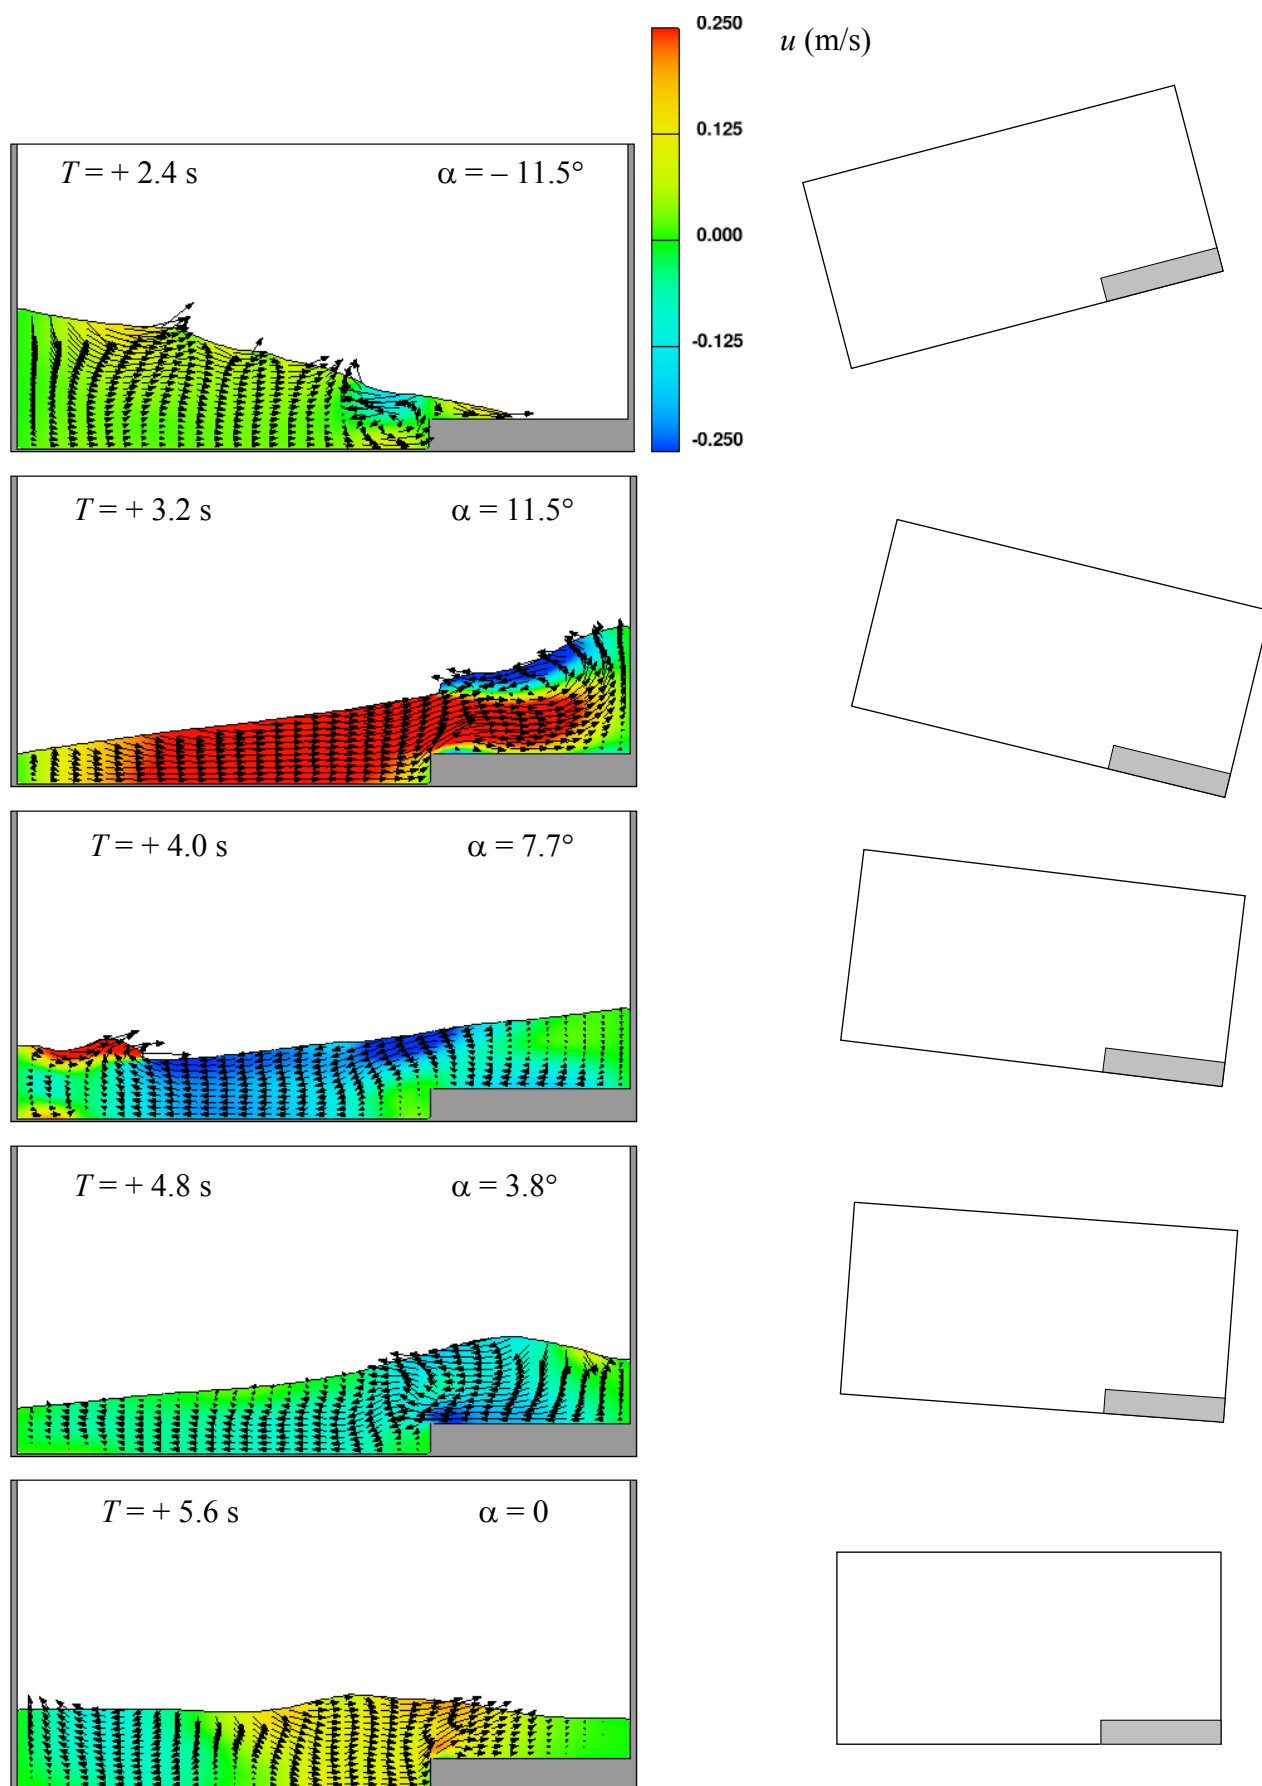 0.250
u (m/s)
0.125
T = + 2.4 s
α = – 11.5°
0.000
-0.125
-0.250
T = + 3.2 s
α = 11.5°
T = + 4.0 s
α = 7.7°
T = + 4.8 s
α = 3.8°
T = + 5.6 s
α = 0